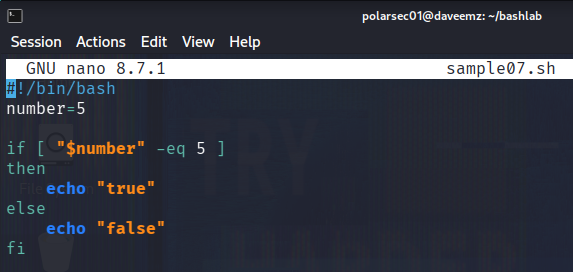 polarsec01@daveemz: ~/bashlab
Session Actions Edit View Help
GNU nano 8.7.1 sample07.sh
#!/bin/bash
number=5

if [ "$number" -eq 5 ]
then
    echo "true"
else
    echo "false"
fi